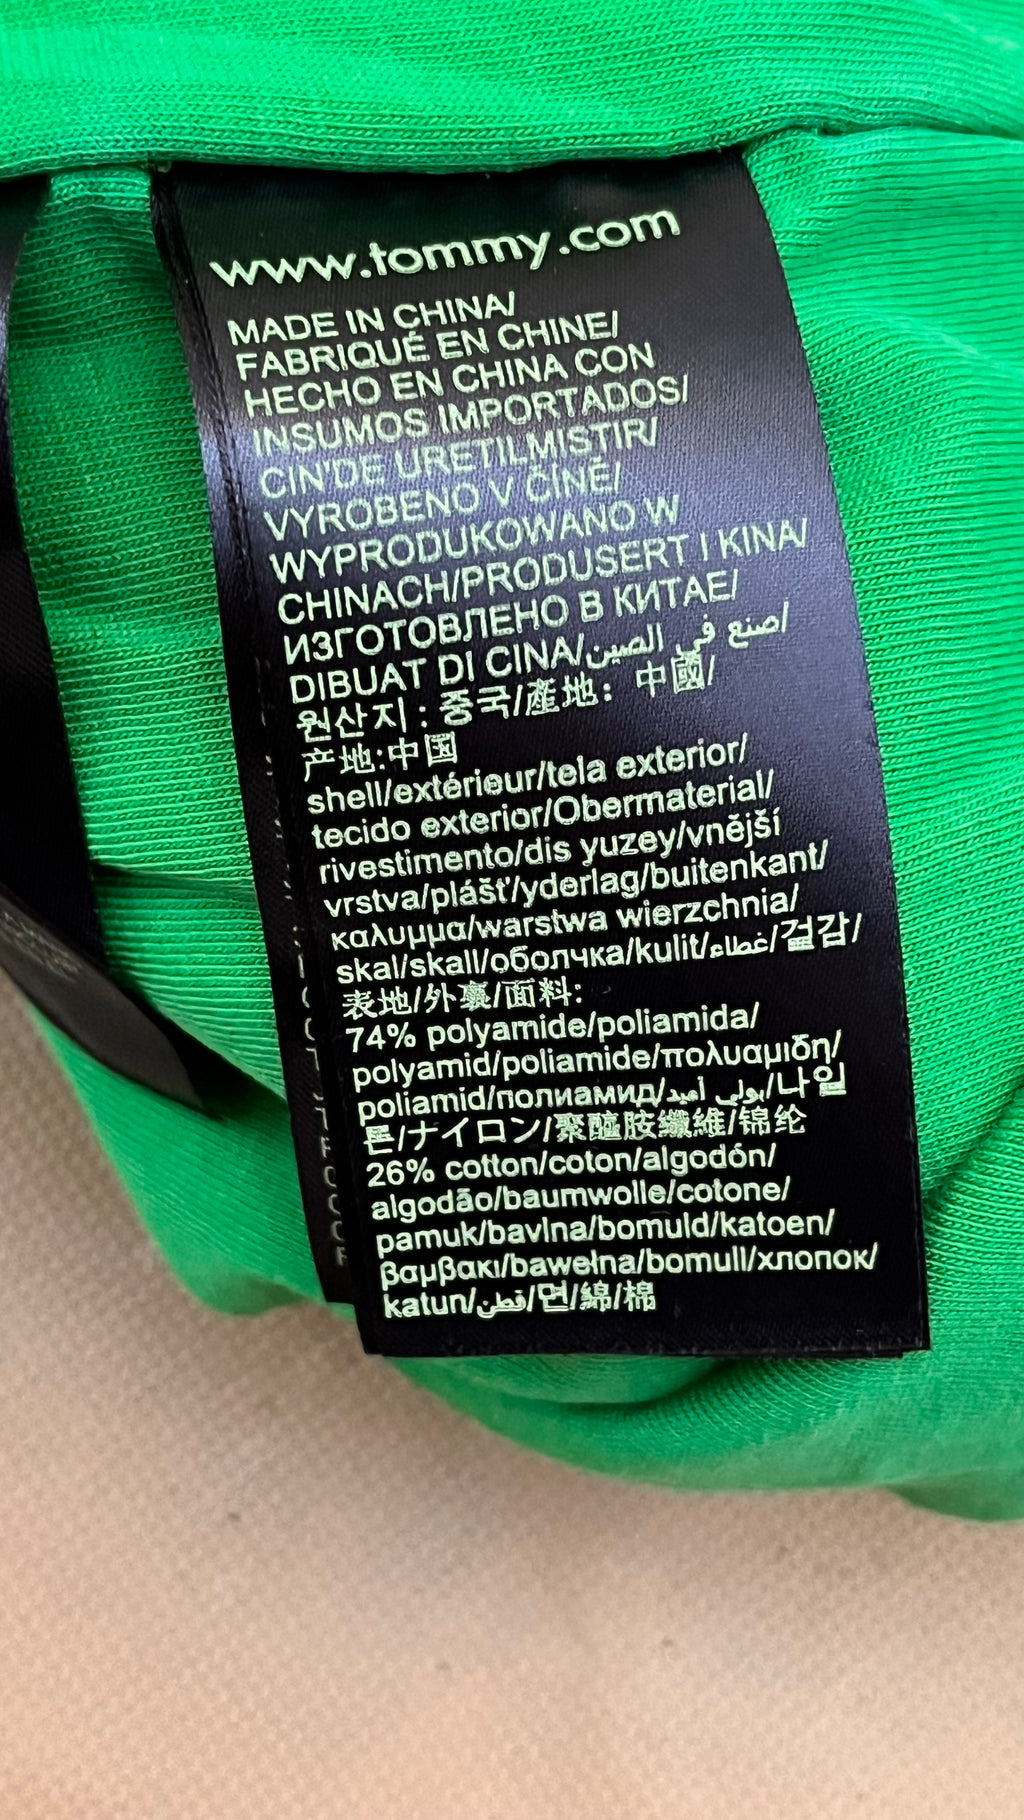 www.tommy.com
MADE IN CHINA/
FABRIQUÉ EN CHINE/
HECHO EN CHINA CON
INSUMOS IMPORTADOS/
CIN'DE URETILMISTIR/
VYROBENO V ČÍNĚ/
WYPRODUKOWANO W
CHINACH/PRODUSERT I KINA/
ИЗГОТОВЛЕНО В КИТАЕ/
DIBUAT DI CINA/صنع في الصين/
원산지 : 중국/產地: 中國/
产地:中国
shell/extérieur/tela exterior/
tecido exterior/Obermaterial/
rivestimento/dis yuzey/vnější
vrstva/plášť/yderlag/buitenkant/
καλυμμα/warstwa wierzchnia/
skal/skall/оболчка/kulit/غطاء/겉감/
表地/外裏/面料:
74% polyamide/poliamida/
polyamid/poliamide/πολυαμιδη/
poliamid/полиамид/بولي أميد/나일
론/ナイロン/聚醯胺纖維/锦纶
26% cotton/coton/algodón/
algodão/baumwolle/cotone/
pamuk/bavlna/bomuld/katoen/
βαμβακι/bawełna/bomull/хлопок/
katun/قطن/면/綿/棉